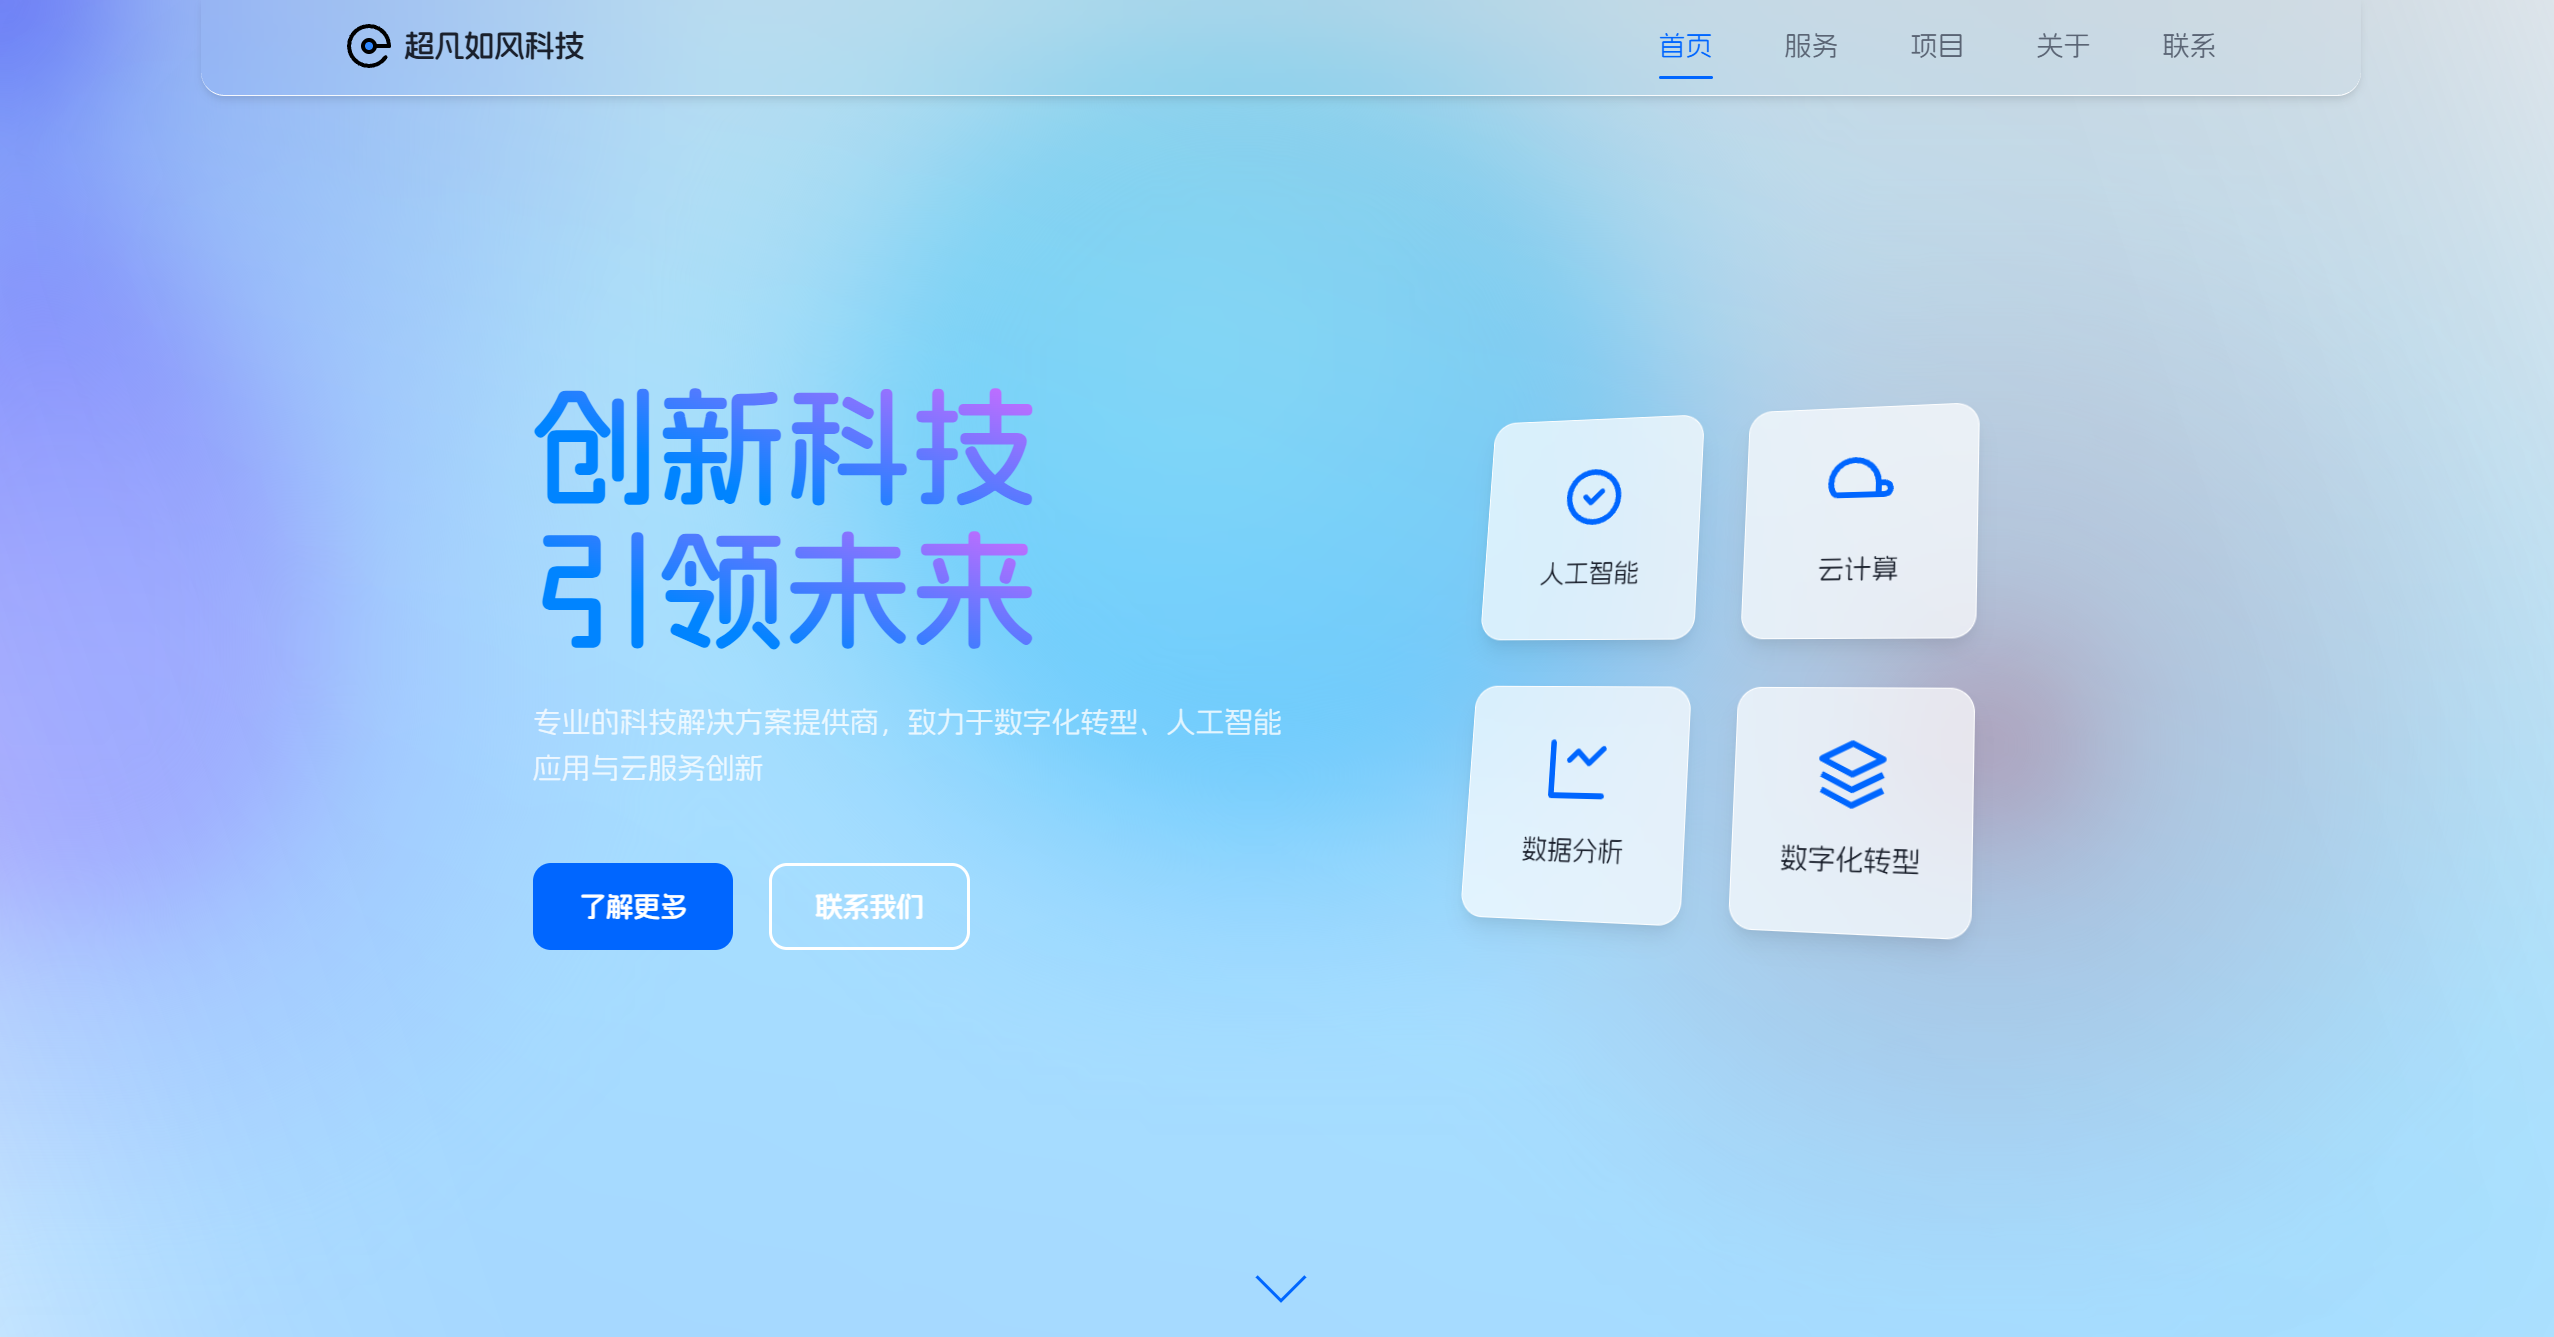 超凡如风科技
首页
服务
项目
关于
联系
创新科技
引领未来
专业的科技解决方案提供商，致力于数字化转型、人工智能
应用与云服务创新
了解更多
联系我们
人工智能
云计算
数据分析
数字化转型